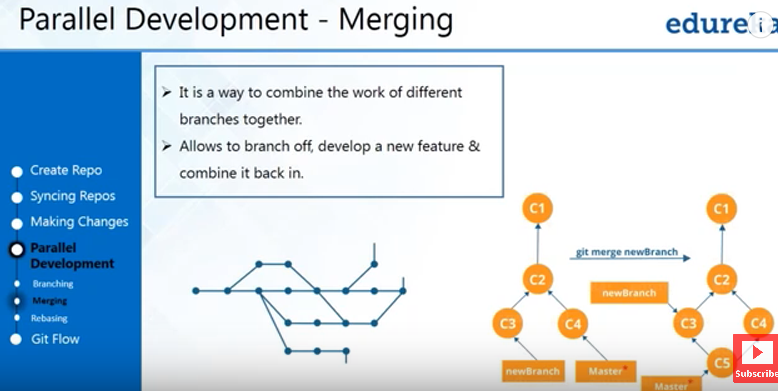 Parallel Development - Merging
edure
i
➢ It is a way to combine the work of different
branches together.
➢ Allows to branch off, develop a new feature &
combine it back in.
Create Repo
Syncing Repos
Making Changes
Parallel
Development
Branching
Merging
Rebasing
Git Flow
C1
C2
C3
C4
newBranch
Master*
git merge newBranch
C1
newBranch
C2
C3
C4
C5
Master*
Subscribe